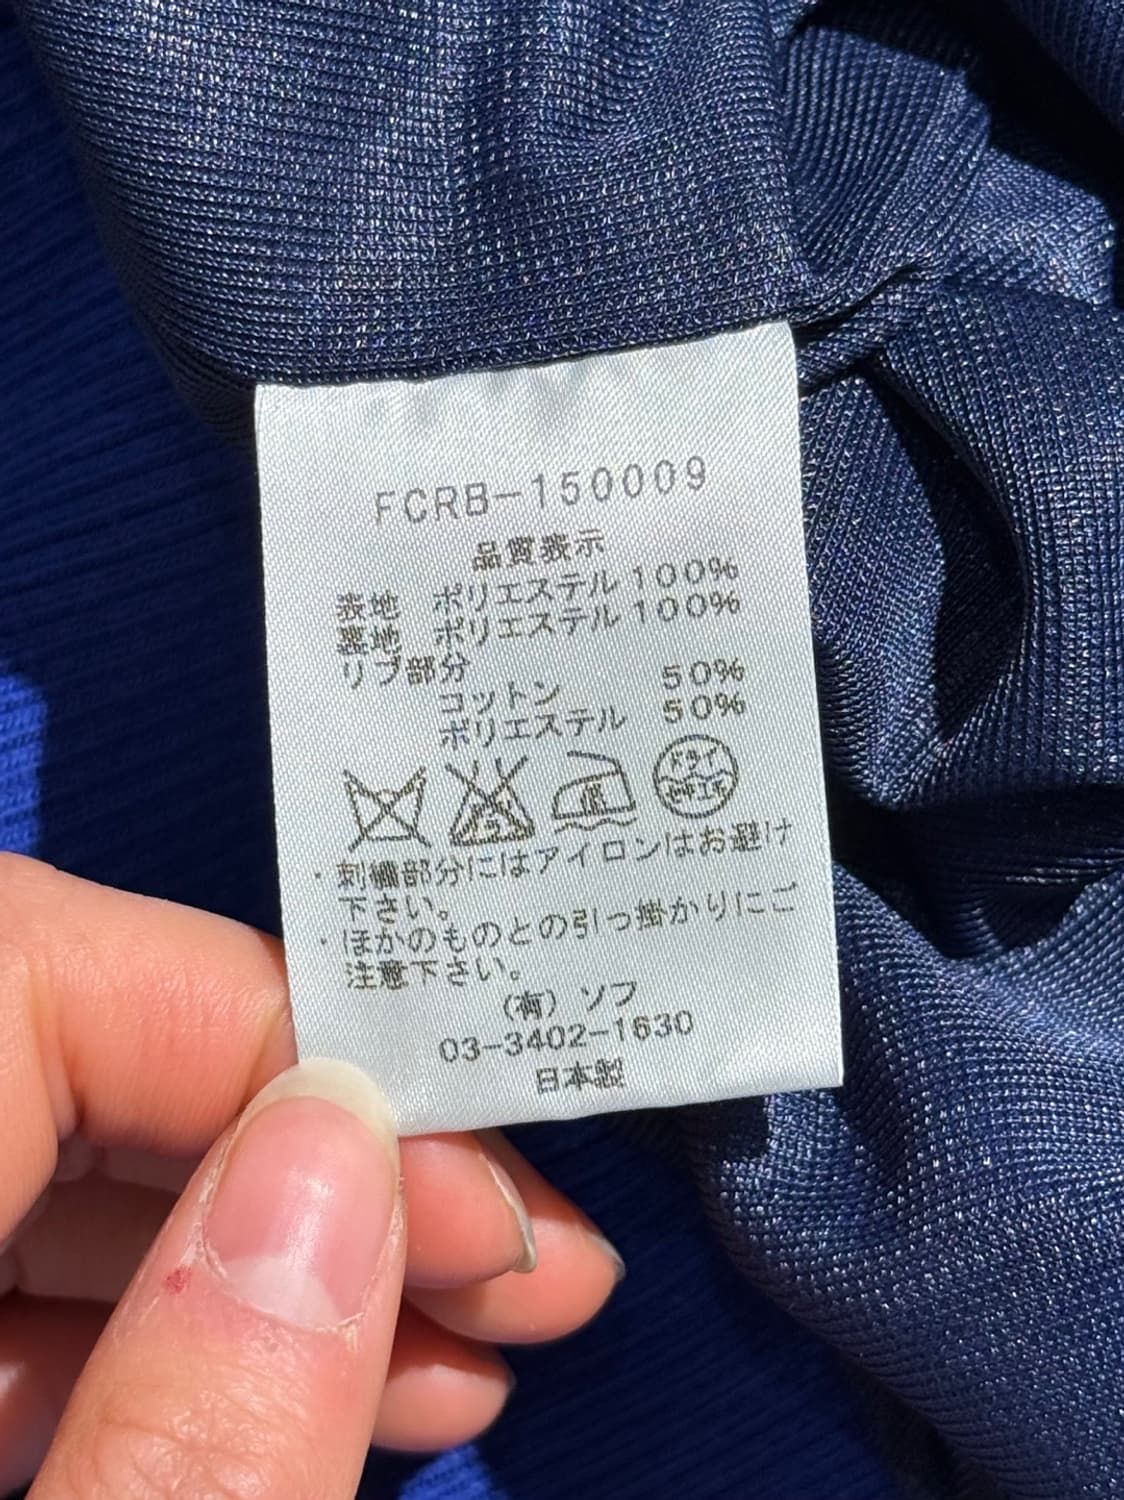 FCRB-150009
品質表示
表地 ポリエステル 100%
裏地 ポリエステル 100%
リブ部分
コットン 50%
ポリエステル 50%
・刺繍部分にはアイロンはお避け
下さい。
・ほかのものとの引っ掛かりにご
注意下さい。
(有) ソフ
03-3402-1630
日本製